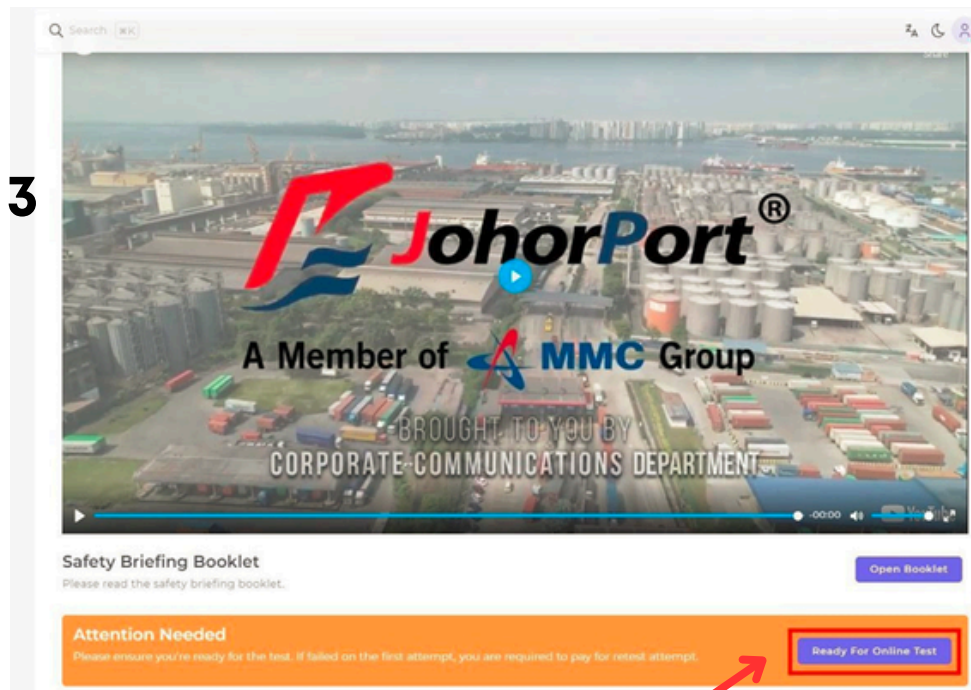 Search ⌘K
Share
3
JohorPort®
A Member of MMC Group
BROUGHT TO YOU BY
CORPORATE COMMUNICATIONS DEPARTMENT
-00:00
YouTube
Safety Briefing Booklet
Please read the safety briefing booklet.
Open Booklet
Attention Needed
Please ensure you're ready for the test. If failed on the first attempt, you are required to pay for retest attempt.
Ready For Online Test